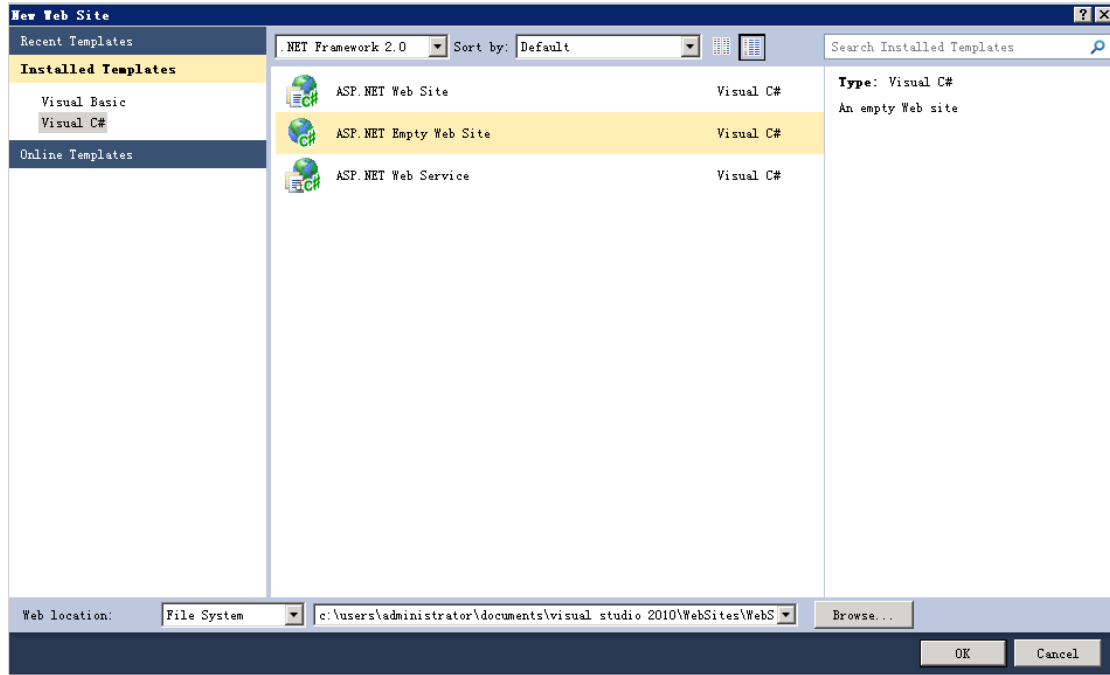 New Web Site
Recent Templates
Installed Templates
Visual Basic
Visual C#
Online Templates
.NET Framework 2.0
Sort by: Default
Search Installed Templates
ASP.NET Web Site Visual C#
ASP.NET Empty Web Site Visual C#
ASP.NET Web Service Visual C#
Type: Visual C#
An empty Web site
Web location: File System c:\users\administrator\documents\visual studio 2010\WebSites\WebS Browse...
OK Cancel